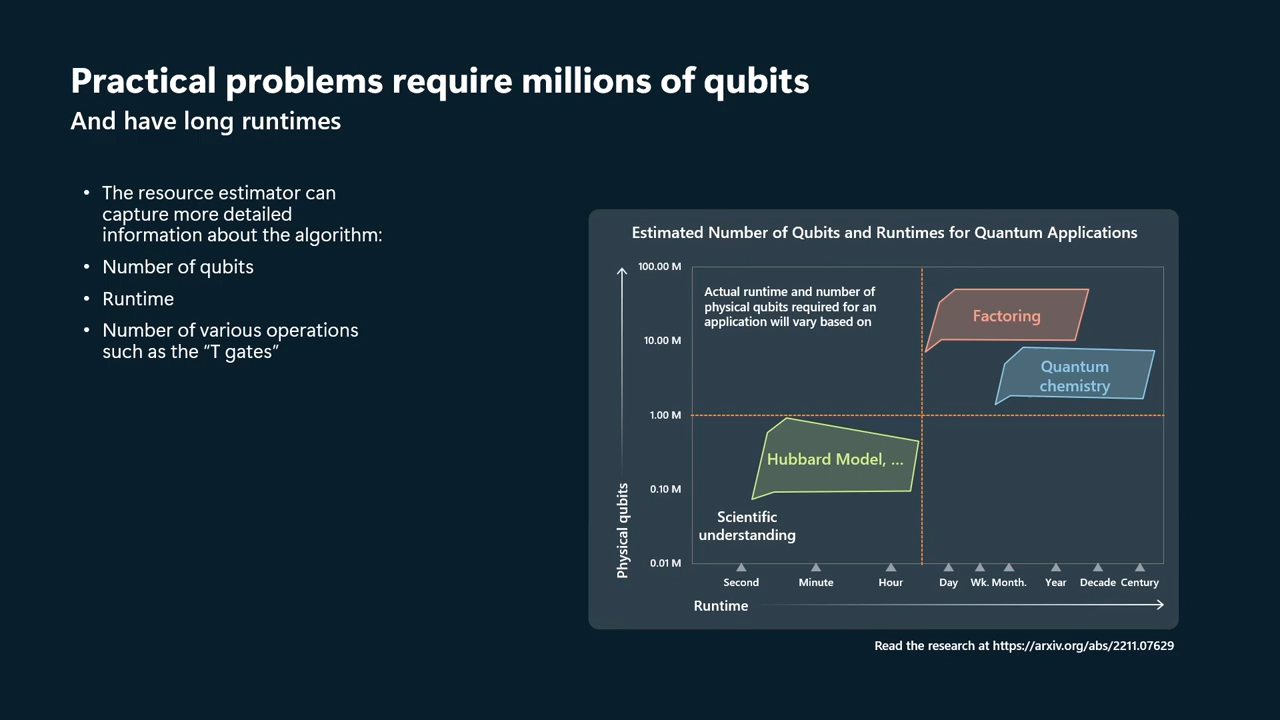 Practical problems require millions of qubits
And have long runtimes
• The resource estimator can
capture more detailed
information about the algorithm:
• Number of qubits
• Runtime
• Number of various operations
such as the “T gates”
Estimated Number of Qubits and Runtimes for Quantum Applications
100.00 M
10.00 M
1.00 M
0.10 M
0.01 M
Physical qubits
Actual runtime and number of
physical qubits required for an
application will vary based on
Factoring
Quantum
chemistry
Hubbard Model, ...
Scientific
understanding
Second Minute Hour Day Wk. Month. Year Decade Century
Runtime
Read the research at https://arxiv.org/abs/2211.07629